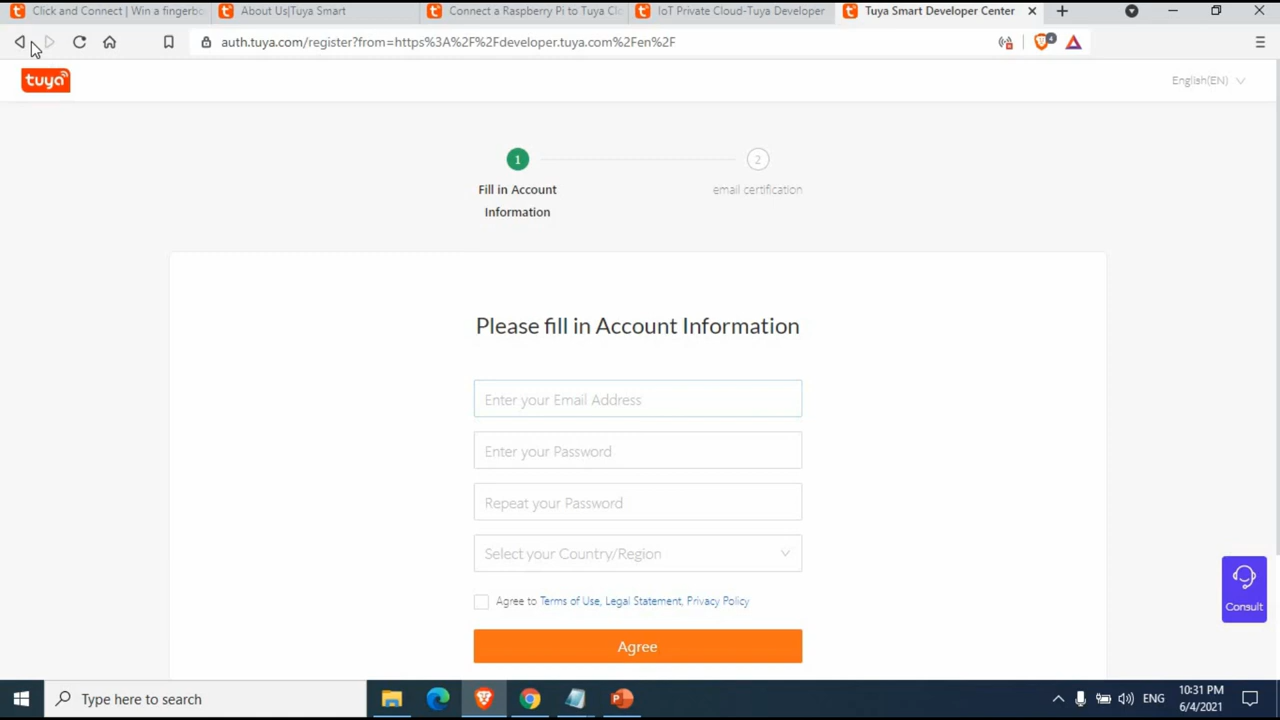 Click and Connect | Win a fingerbo
About Us|Tuya Smart
Connect a Raspberry Pi to Tuya Clo
IoT Private Cloud-Tuya Developer
Tuya Smart Developer Center
auth.tuya.com/register?from=https%3A%2F%2Fdeveloper.tuya.com%2Fen%2F
4
tuya
English(EN)
1
2
Fill in Account
Information
email certification
Please fill in Account Information
Enter your Email Address
Enter your Password
Repeat your Password
Select your Country/Region
Agree to Terms of Use, Legal Statement, Privacy Policy
Agree
Consult
Type here to search
ENG
10:31 PM
6/4/2021